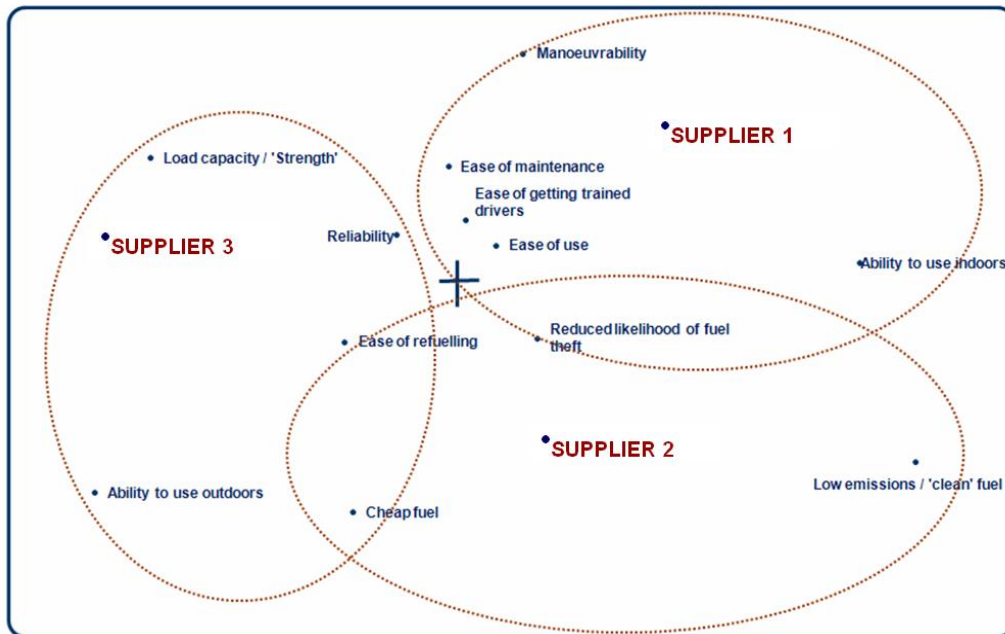 Manoeuvrability
SUPPLIER 1
Load capacity / 'Strength'
Ease of maintenance
Ease of getting trained
drivers
Reliability
SUPPLIER 3
Ease of use
Ability to use indoors
Reduced likelihood of fuel
theft
Ease of refuelling
SUPPLIER 2
Low emissions / 'clean' fuel
Ability to use outdoors
Cheap fuel